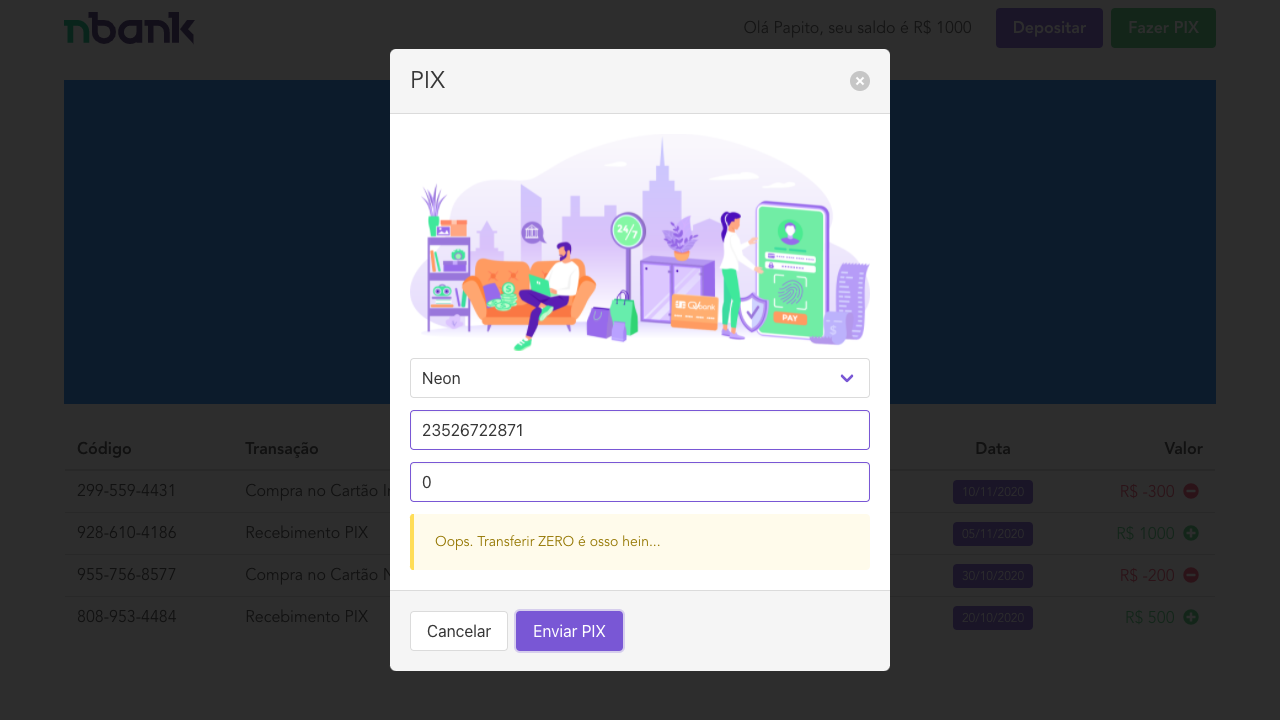 nbank
Olá Papito, seu saldo é R$ 1000
Depositar
Fazer PIX
PIX
24/7
PAY
Neon
23526722871
0
Oops. Transferir ZERO é osso hein...
Cancelar
Enviar PIX
Código Transação Data Valor
299-559-4431 Compra no Cartão 10/11/2020 R$ -300
928-610-4186 Recebimento PIX 05/11/2020 R$ 1000
955-756-8577 Compra no Cartão 30/10/2020 R$ -200
808-953-4484 Recebimento PIX 20/10/2020 R$ 500